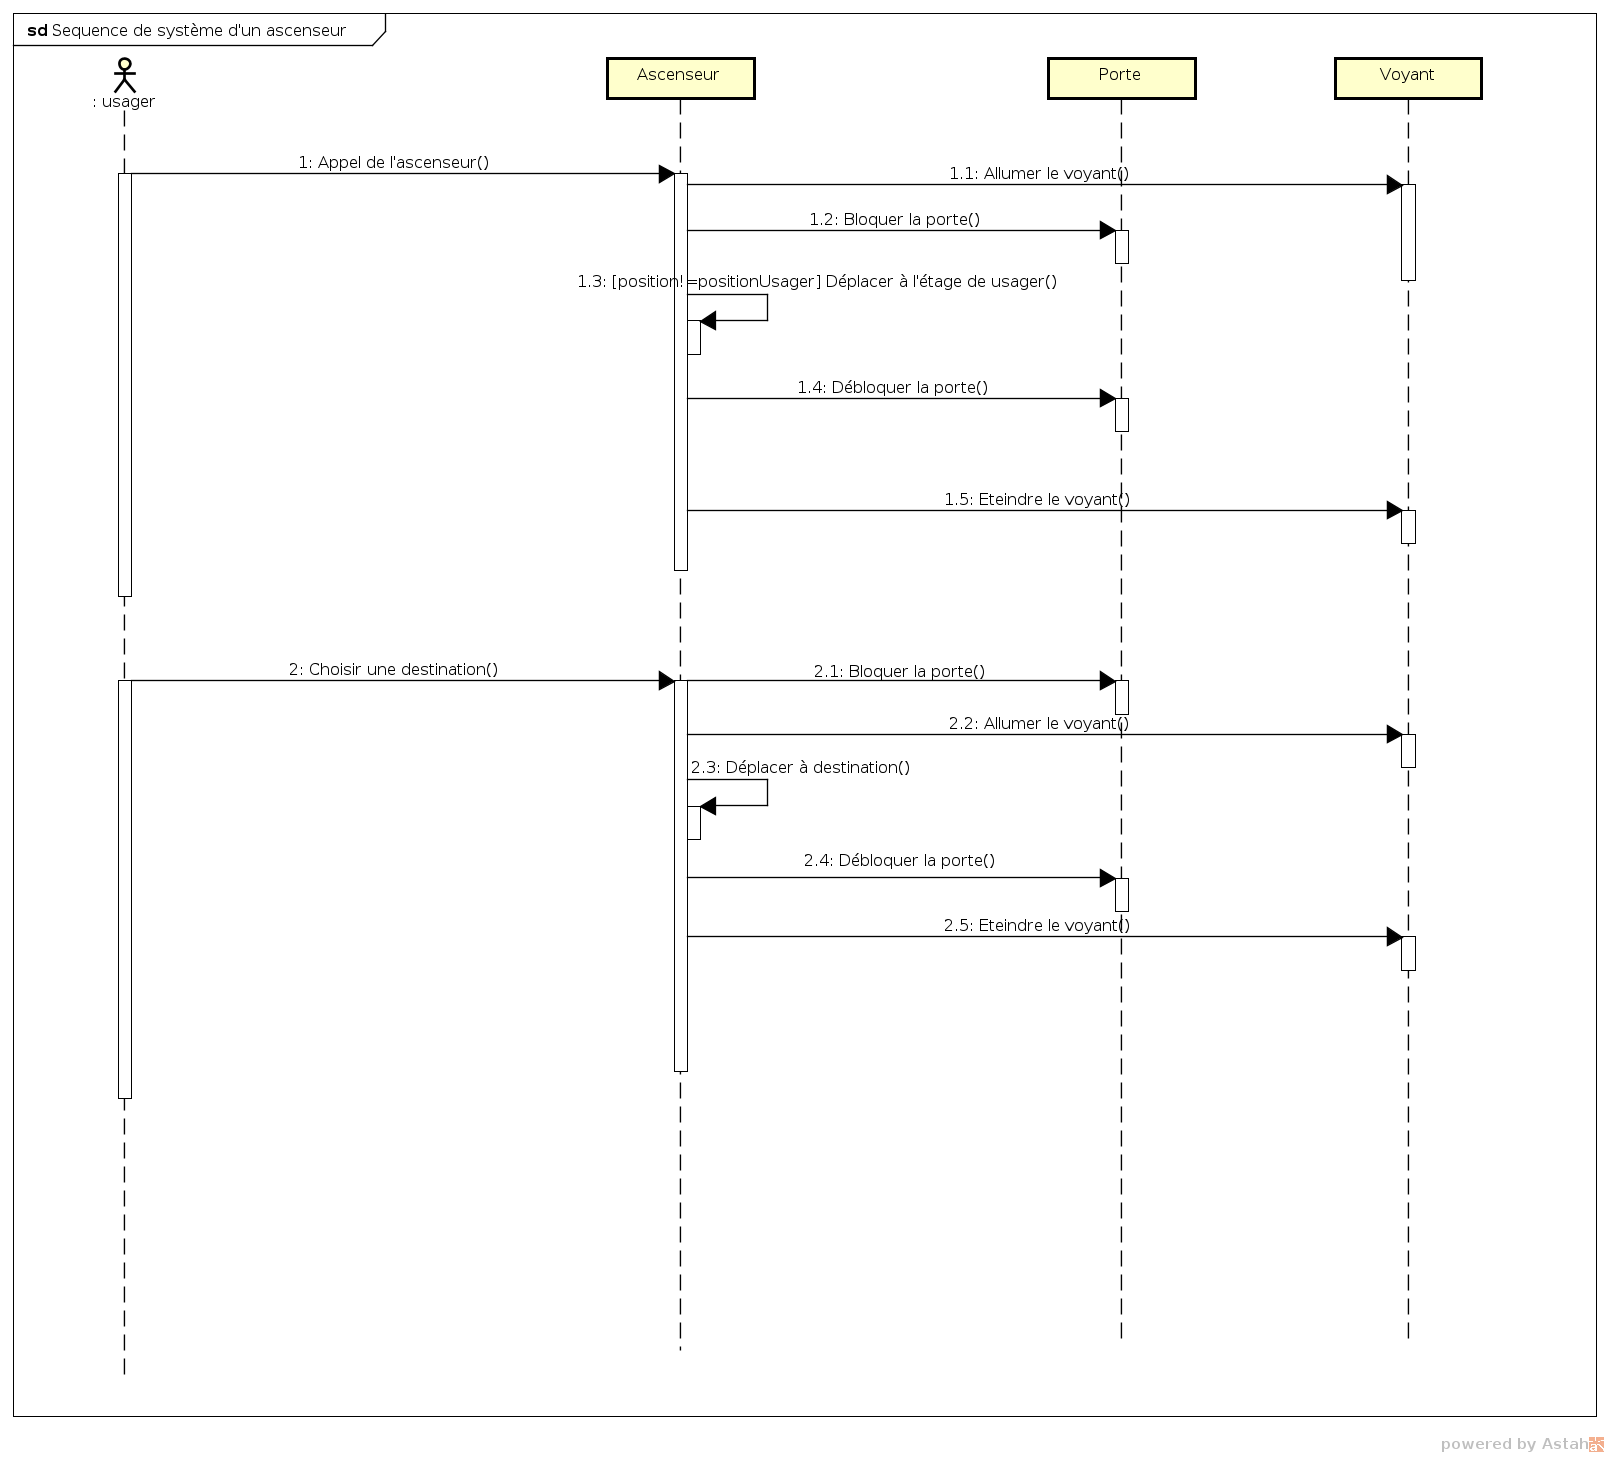 sd Sequence de système d'un ascenseur
: usager
Ascenseur
Porte
Voyant
1: Appel de l'ascenseur()
1.1: Allumer le voyant()
1.2: Bloquer la porte()
1.3: [position!=positionUsager] Déplacer à l'étage de usager()
1.4: Débloquer la porte()
1.5: Eteindre le voyant()
2: Choisir une destination()
2.1: Bloquer la porte()
2.2: Allumer le voyant()
2.3: Déplacer à destination()
2.4: Débloquer la porte()
2.5: Eteindre le voyant()
powered by Astah